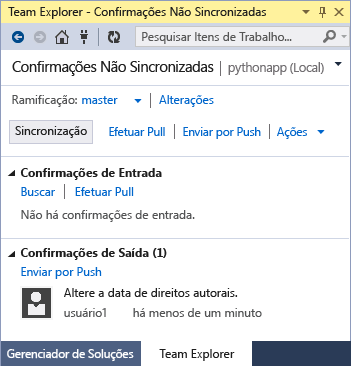 Team Explorer - Confirmações Não Sincronizadas
Pesquisar Itens de Trabalho...
Confirmações Não Sincronizadas | pythonapp (Local)
Ramificação: master | Alterações
Sincronização Efetuar Pull | Enviar por Push | Ações
Confirmações de Entrada
Buscar | Efetuar Pull
Não há confirmações de entrada.
Confirmações de Saída (1)
Enviar por Push
Altere a data de direitos autorais.
usuário1 há menos de um minuto
Gerenciador de Soluções Team Explorer